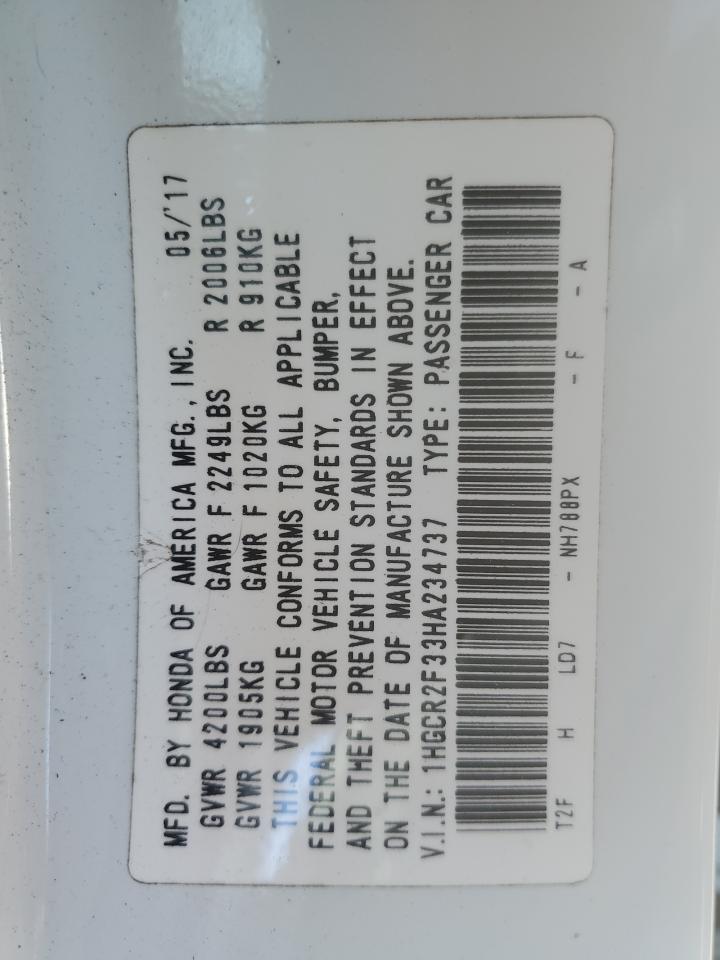 MFD. BY HONDA OF AMERICA MFG., INC. 05/'17
GVWR 4200LBS GAWR F 2249LBS R 2006LBS
GVWR 1905KG GAWR F 1020KG R 910KG
THIS VEHICLE CONFORMS TO ALL APPLICABLE
FEDERAL MOTOR VEHICLE SAFETY, BUMPER,
AND THEFT PREVENTION STANDARDS IN EFFECT
ON THE DATE OF MANUFACTURE SHOWN ABOVE.
V.I.N.: 1HGCR2F33HA234737 TYPE: PASSENGER CAR
T2F H LD7 - NH788PX - F - A